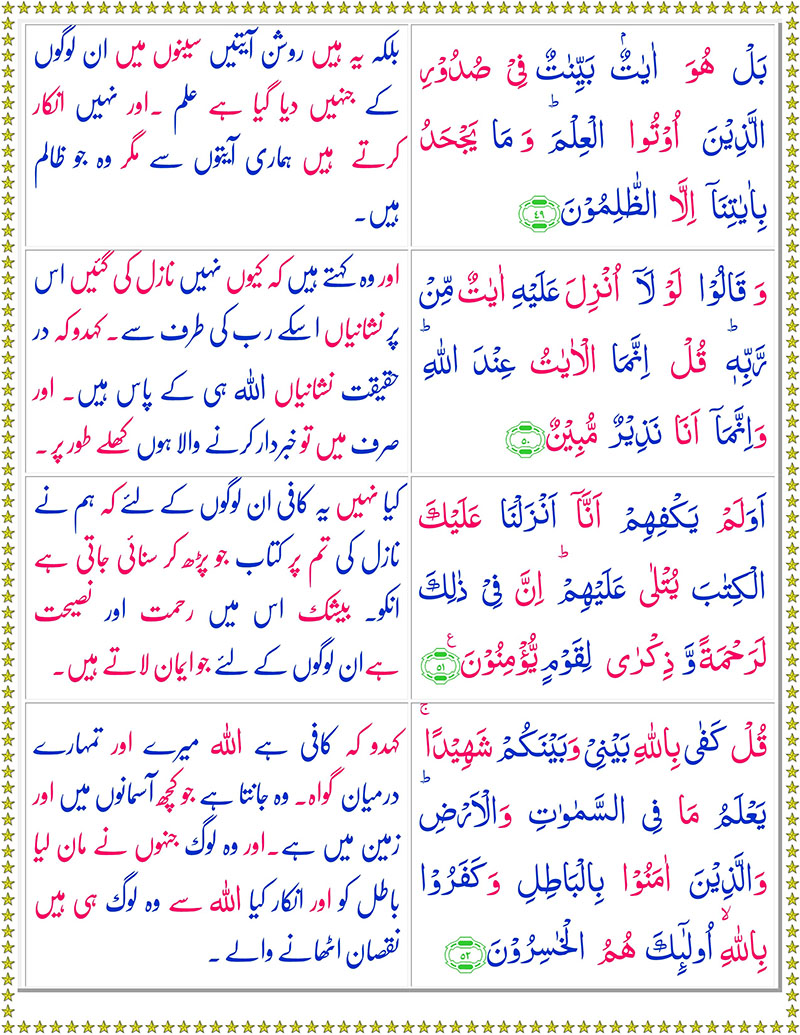 بَلْ هُوَ اٰيٰتٌۢ بَيِّنٰتٌ فِيْ صُدُوْرِ
الَّذِيْنَ اُوْتُوا الْعِلْمَ ؕ وَ مَا يَجْحَدُ
بِاٰيٰتِنَاۤ اِلَّا الظّٰلِمُوْنَ ۴۹
بلکہ یہ ہیں روشن آیتیں سینوں میں ان لوگوں
کے جنہیں دیا گیا ہے علم ۔اور نہیں انکار
کرتے ہیں ہماری آیتوں سے مگر وہ جو ظالم
ہیں۔
وَ قَالُوْا لَوْ لَاۤ اُنْزِلَ عَلَيْهِ اٰيٰتٌ مِّنْ
رَّبِّهٖ ؕ قُلْ اِنَّمَا الْاٰيٰتُ عِنْدَ اللّٰهِ ؕ
وَاِنَّمَاۤ اَنَا نَذِيْرٌ مُّبِيْنٌ ۵۰
اور وہ کہتے ہیں کہ کیوں نہیں نازل کی گئیں اس
پر نشانیاں اسکے رب کی طرف سے۔ کہدو کہ در
حقیقت نشانیاں اللہ ہی کے پاس ہیں۔ اور
صرف میں تو خبردار کرنے والا ہوں کھلے طور پر ۔
اَوَلَمْ يَكْفِهِمْ اَنَّاۤ اَنْزَلْنَا عَلَيْكَ
الْكِتٰبَ يُتْلٰى عَلَيْهِمْ ؕ اِنَّ فِيْ ذٰلِكَ
لَرَحْمَةً وَّ ذِكْرٰى لِقَوْمٍ يُّؤْمِنُوْنَ ۵۱ ع
کیا نہیں یہ کافی ان لوگوں کے لئے کہ ہم نے
نازل کی تم پر کتاب جو پڑھ کر سنائی جاتی ہے
انکو۔ بیشک اس میں رحمت اور نصیحت
ہے ان لوگوں کے لئے جو ایمان لاتے ہیں۔
قُلْ كَفٰى بِاللّٰهِ بَيْنِيْ وَبَيْنَكُمْ شَهِيْدًا ۚ
يَعْلَمُ مَا فِي السَّمٰوٰتِ وَالْاَرْضِ ؕ
وَالَّذِيْنَ اٰمَنُوْا بِالْبَاطِلِ وَكَفَرُوْا
بِاللّٰهِ ۙ اُولٰٓئِكَ هُمُ الْخٰسِرُوْنَ ۵۲
کہدو کہ کافی ہے اللہ میرے اور تمہارے
درمیان گواہ۔ وہ جانتا ہے جو کچھ آسمانوں میں اور
زمین میں ہے۔اور وہ لوگ جنہوں نے مان لیا
باطل کو اور انکار کیا اللہ سے وہ لوگ ہی ہیں
نقصان اٹھانے والے ۔